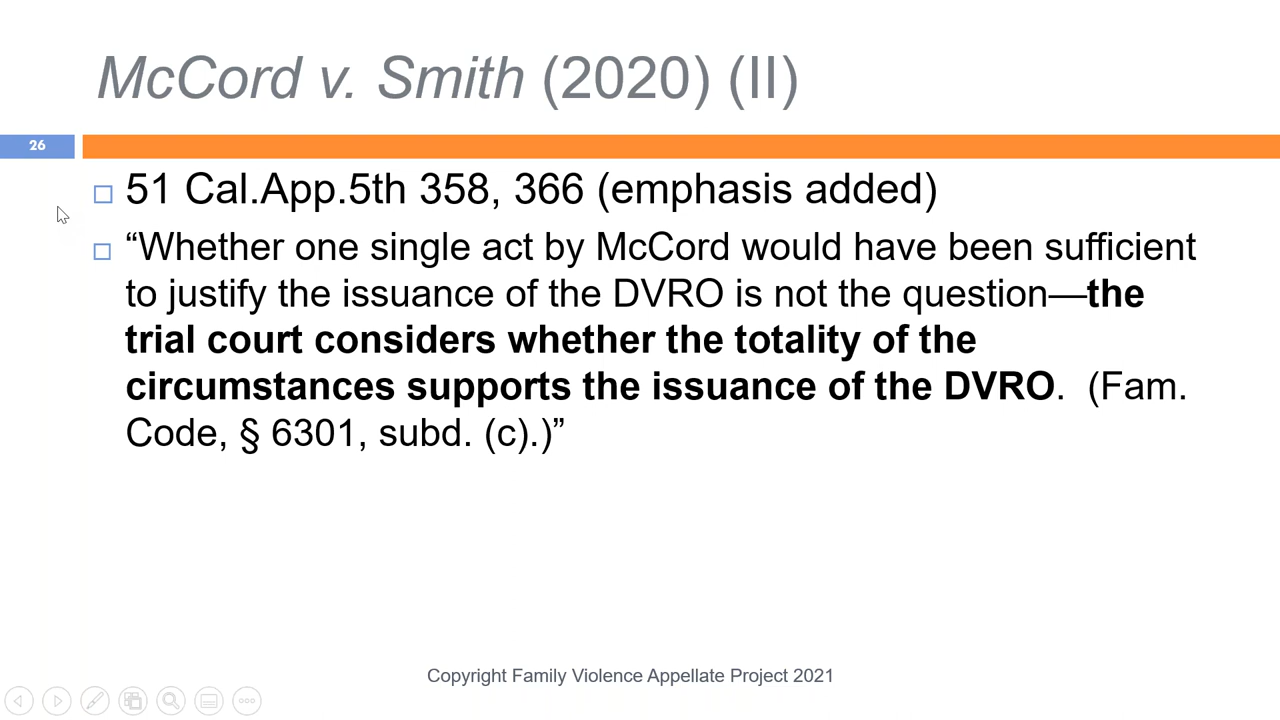 McCord v. Smith (2020) (II)
26
51 Cal.App.5th 358, 366 (emphasis added)
“Whether one single act by McCord would have been sufficient
to justify the issuance of the DVRO is not the question—the
trial court considers whether the totality of the
circumstances supports the issuance of the DVRO.  (Fam.
Code, § 6301, subd. (c).)”
Copyright Family Violence Appellate Project 2021